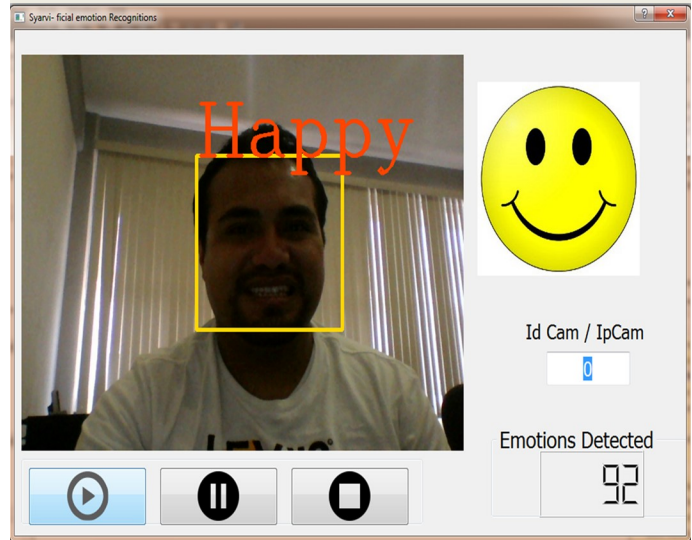 Syarvi- ficial emotion Recognitions
Happy
Id Cam / IpCam
0
Emotions Detected
92